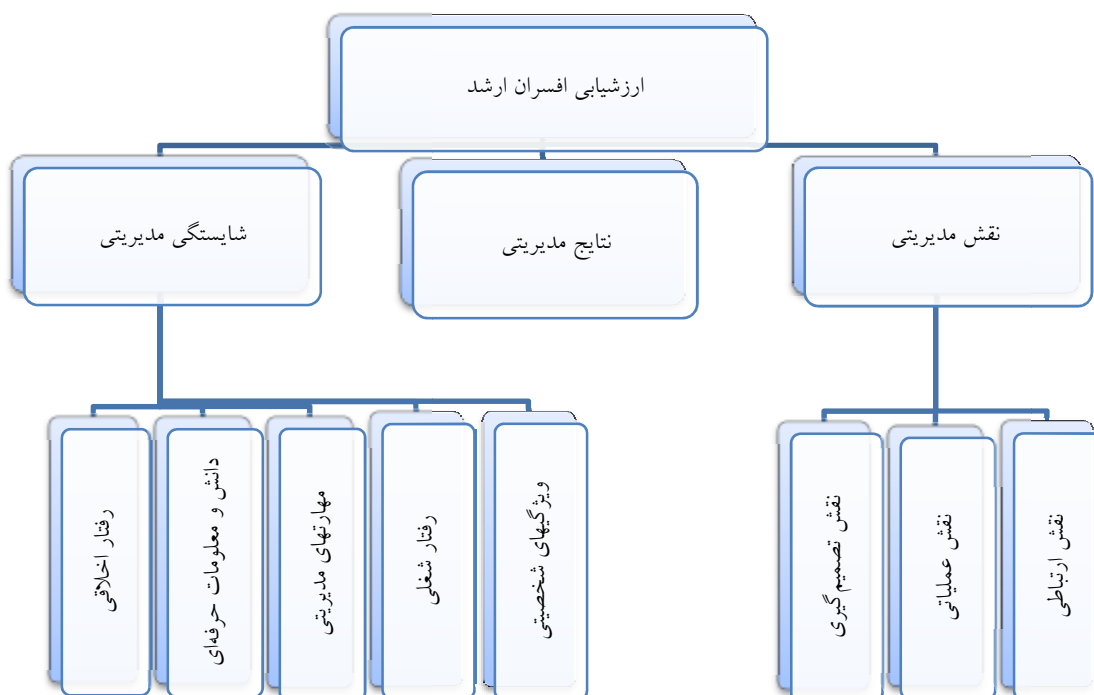 ارزشیابی افسران ارشد
نقش مدیریتی
نتایج مدیریتی
شایستگی مدیریتی
نقش ارتباطی
نقش عملیاتی
نقش تصمیم‌گیری
ویژگیهای شخصیتی
رفتار شغلی
مهارتهای مدیریتی
دانش و معلومات حرفه‌ای
رفتار اخلاقی